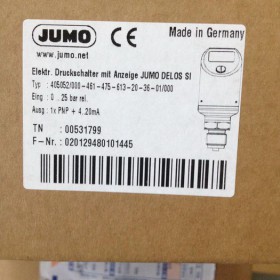 JUMO CE Made in Germany
www.jumo.net
Elektr. Druckschalter mit Anzeige JUMO DELOS SI
Typ : 405052/000-461-475-613-20-36-01/000
Eing : 0 .. 25 bar rel.
Ausg : 1x PNP + 4..20mA
TN : 00531799
F-Nr. : 0201294801014​45